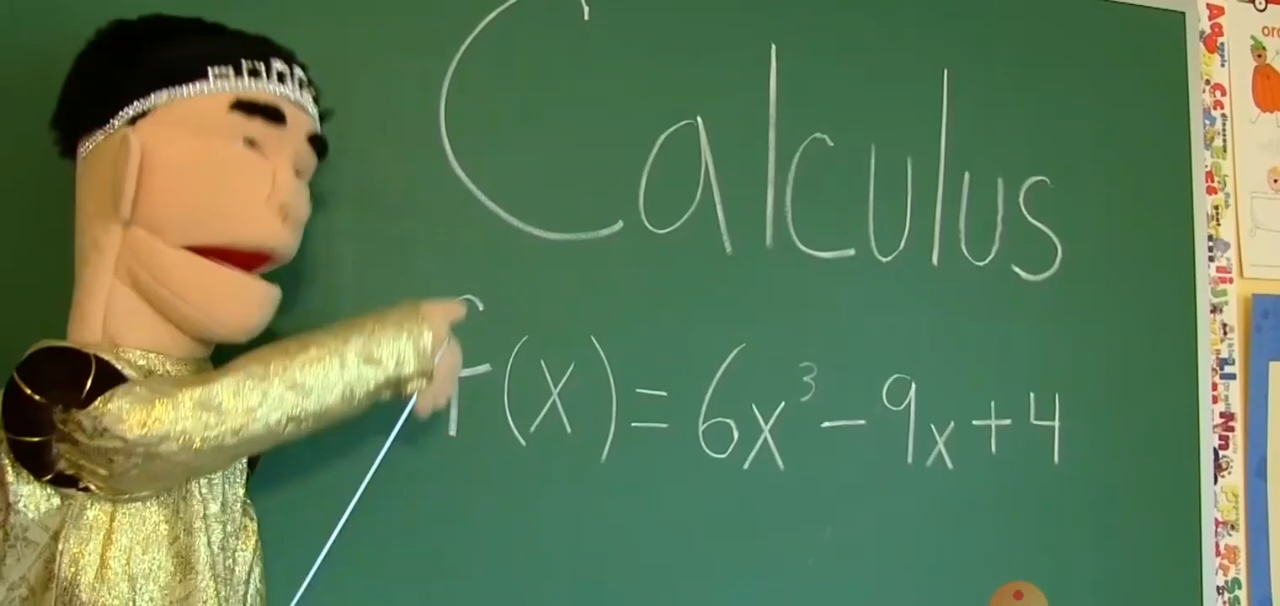 Calculus
f(x) = 6x³ - 9x + 4